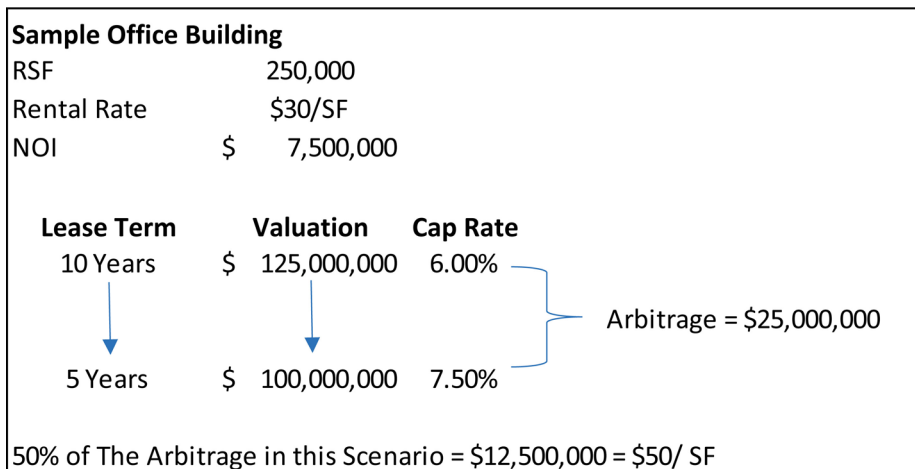 Sample Office Building
RSF 250,000
Rental Rate $30/SF
NOI $ 7,500,000
Lease Term Valuation Cap Rate
10 Years $ 125,000,000 6.00%
Arbitrage = $25,000,000
5 Years $ 100,000,000 7.50%
50% of The Arbitrage in this Scenario = $12,500,000 = $50/ SF